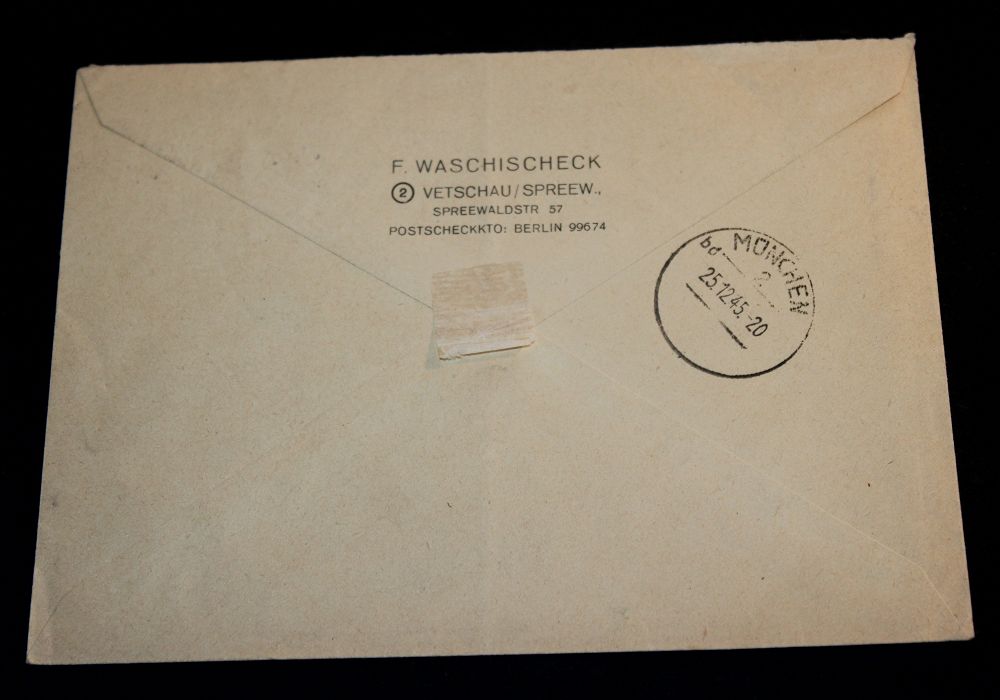 F. WASCHISCHECK
② VETSCHAU/SPREEW.,
SPREEWALDSTR 57
POSTSCHECKKTO: BERLIN 99674
MÜNCHEN
bd 2
25.12.45.-20